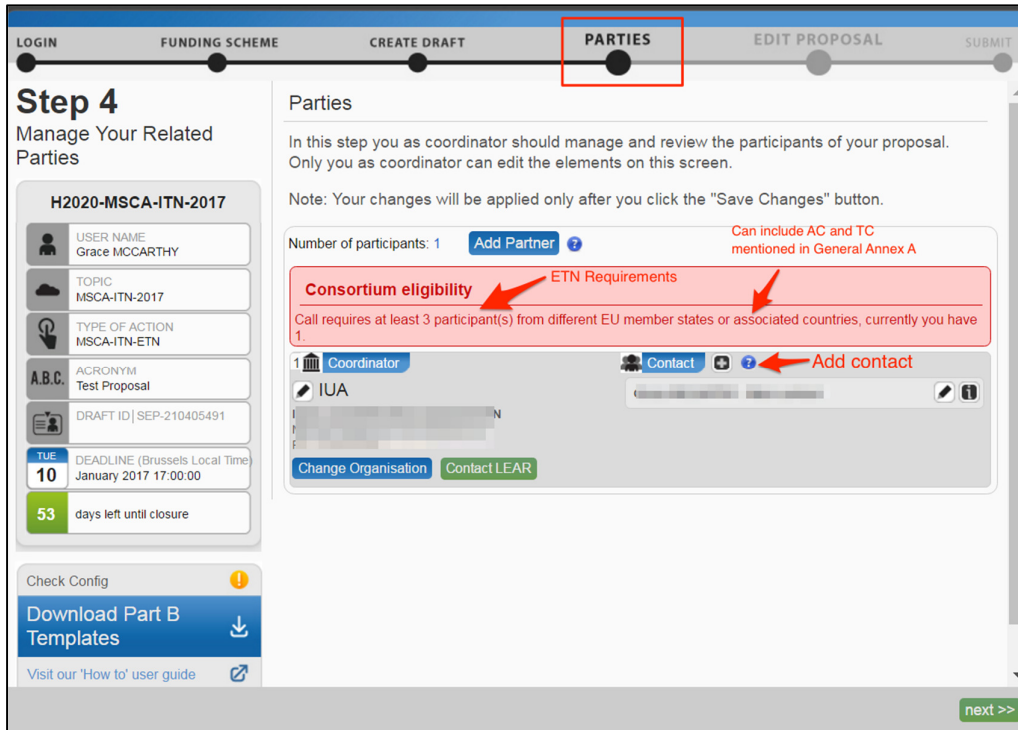 LOGIN FUNDING SCHEME CREATE DRAFT PARTIES EDIT PROPOSAL SUBMIT
Step 4
Manage Your Related
Parties
H2020-MSCA-ITN-2017
USER NAME
Grace MCCARTHY
TOPIC
MSCA-ITN-2017
TYPE OF ACTION
MSCA-ITN-ETN
A.B.C.
ACRONYM
Test Proposal
DRAFT ID| SEP-210405491
TUE
10
DEADLINE (Brussels Local Time)
January 2017 17:00:00
53 days left until closure
Check Config
Download Part B
Templates
Visit our 'How to' user guide
Parties
In this step you as coordinator should manage and review the participants of your proposal.
Only you as coordinator can edit the elements on this screen.
Note: Your changes will be applied only after you click the "Save Changes" button.
Number of participants: 1 Add Partner ?
Can include AC and TC
mentioned in General Annex A
ETN Requirements
Consortium eligibility
Call requires at least 3 participant(s) from different EU member states or associated countries, currently you have
1.
1 Coordinator
Contact ? Add contact
IUA
N
Change Organisation Contact LEAR
next >>